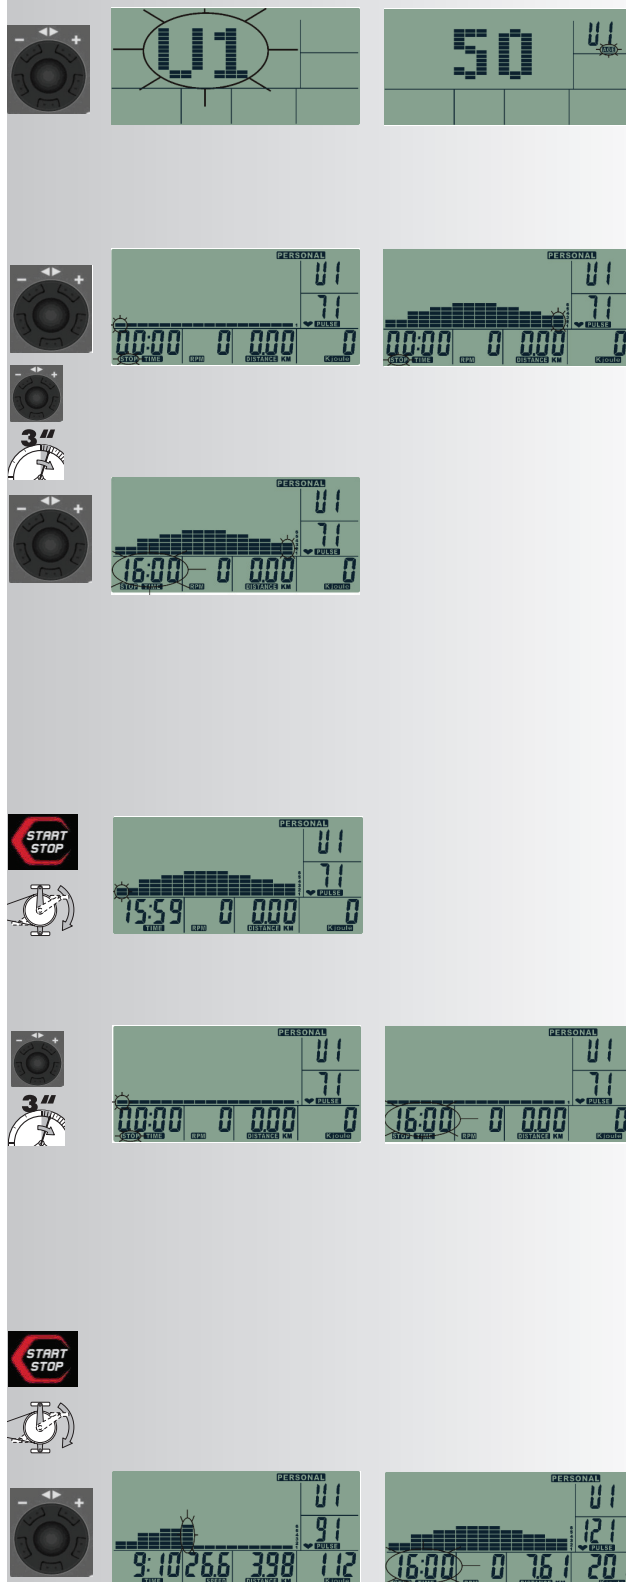 U1
50
U1
AGE
PERSONAL
U1
71
PULSE
00:00 0 0.00 0
STOP TIME RPM DISTANCE KM Kjoule
PERSONAL
U1
71
PULSE
00:00 0 0.00 0
STOP TIME RPM DISTANCE KM Kjoule
3"
PERSONAL
U1
71
PULSE
16:00 0 0.00 0
STOP TIME RPM DISTANCE KM Kjoule
START
STOP
PERSONAL
U1
71
PULSE
15:59 0 0.00 0
TIME RPM DISTANCE KM Kjoule
3"
PERSONAL
U1
71
PULSE
00:00 0 0.00 0
STOP TIME RPM DISTANCE KM Kjoule
PERSONAL
U1
71
PULSE
16:00 0 0.00 0
STOP TIME RPM DISTANCE KM Kjoule
START
STOP
PERSONAL
U1
91
PULSE
9:10 26.6 3.98 112
TIME SPEED DISTANCE KM Kjoule
PERSONAL
U1
121
PULSE
16:00 0 7.61 20